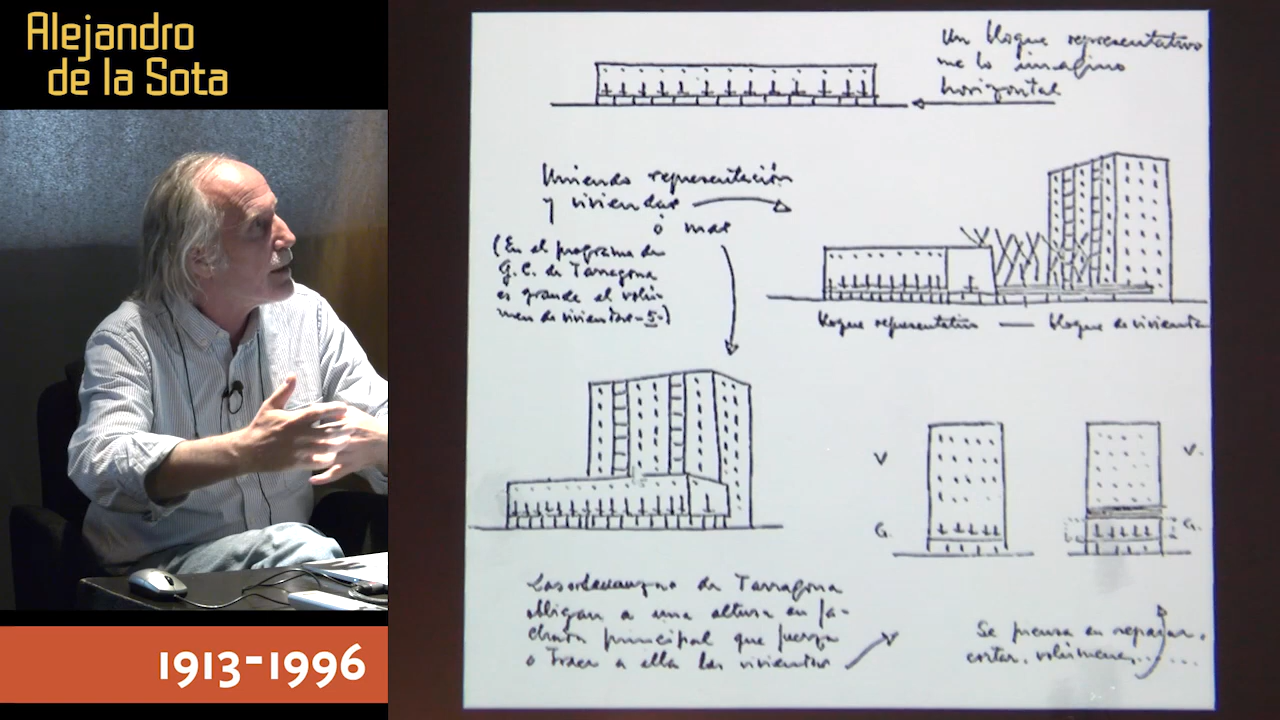 Alejandro
de la Sota
1913-1996
Un bloque representativo
me lo imagino
horizontal
Uniendo representación
y viviendas
ò mas
(En el programa de
G.C. de Tarragona
es grande el volu-
men de viviendas -5-)
bloque representativo — bloque de vivienda
V
G.
V.
G.
Las ordenanzas de Tarragona
obligan a una altura en fa-
chada principal que fuerza
o traer a ella las viviendas
Se piensa en repasar,
cortar, volúmenes......